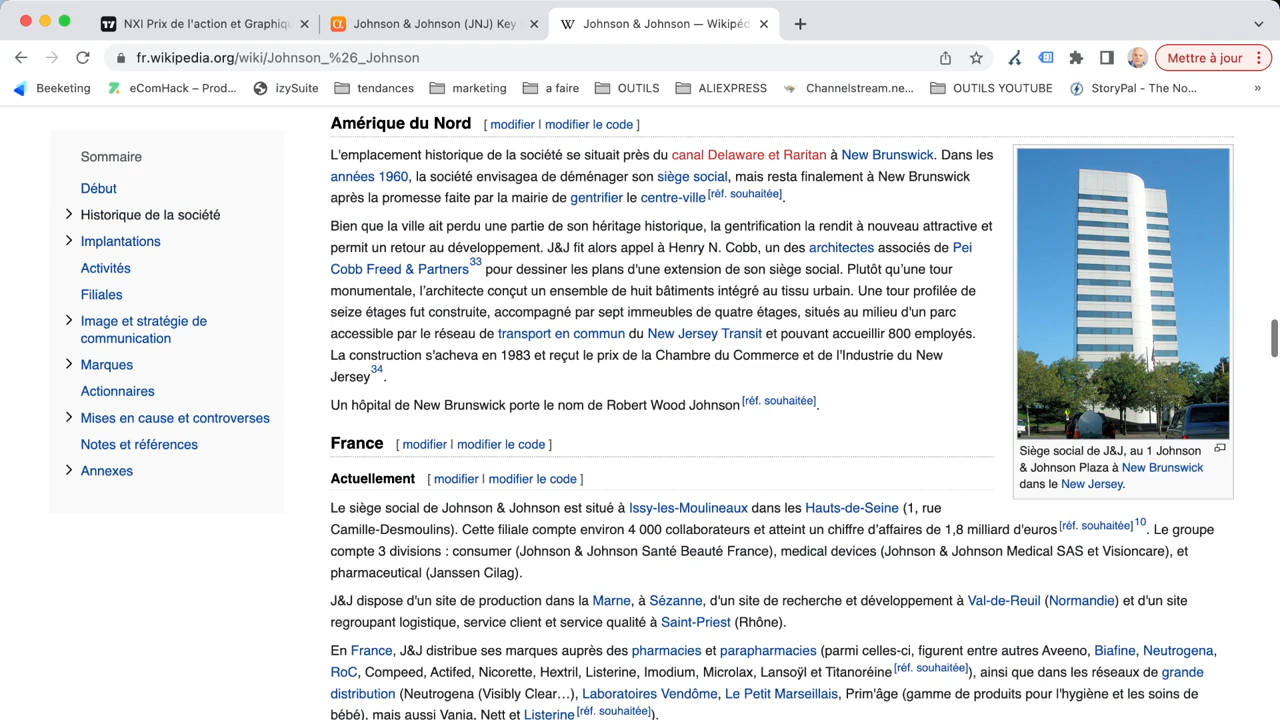 NXI Prix de l'action et Graphiqu
Johnson & Johnson (JNJ) Key
Johnson & Johnson — Wikipéd
fr.wikipedia.org/wiki/Johnson_%26_Johnson
Mettre à jour
Beeketing
eComHack – Prod...
izySuite
tendances
marketing
a faire
OUTILS
ALIEXPRESS
Channelstream.ne...
OUTILS YOUTUBE
StoryPal - The No...
»
Sommaire
Début
Historique de la société
Implantations
Activités
Filiales
Image et stratégie de
communication
Marques
Actionnaires
Mises en cause et controverses
Notes et références
Annexes
Amérique du Nord [ modifier | modifier le code ]
L'emplacement historique de la société se situait près du canal Delaware et Raritan à New Brunswick. Dans les
années 1960, la société envisagea de déménager son siège social, mais resta finalement à New Brunswick
après la promesse faite par la mairie de gentrifier le centre-ville[réf. souhaitée].
Bien que la ville ait perdu une partie de son héritage historique, la gentrification la rendit à nouveau attractive et
permit un retour au développement. J&J fit alors appel à Henry N. Cobb, un des architectes associés de Pei
Cobb Freed & Partners33 pour dessiner les plans d'une extension de son siège social. Plutôt qu'une tour
monumentale, l'architecte conçut un ensemble de huit bâtiments intégré au tissu urbain. Une tour profilée de
seize étages fut construite, accompagné par sept immeubles de quatre étages, situés au milieu d'un parc
accessible par le réseau de transport en commun du New Jersey Transit et pouvant accueillir 800 employés.
La construction s'acheva en 1983 et reçut le prix de la Chambre du Commerce et de l'Industrie du New
Jersey34.
Un hôpital de New Brunswick porte le nom de Robert Wood Johnson[réf. souhaitée].
Siège social de J&J, au 1 Johnson
& Johnson Plaza à New Brunswick
dans le New Jersey.
France [ modifier | modifier le code ]
Actuellement [ modifier | modifier le code ]
Le siège social de Johnson & Johnson est situé à Issy-les-Moulineaux dans les Hauts-de-Seine (1, rue
Camille-Desmoulins). Cette filiale compte environ 4 000 collaborateurs et atteint un chiffre d'affaires de 1,8 milliard d'euros[réf. souhaitée]10. Le groupe
compte 3 divisions : consumer (Johnson & Johnson Santé Beauté France), medical devices (Johnson & Johnson Medical SAS et Visioncare), et
pharmaceutical (Janssen Cilag).
J&J dispose d'un site de production dans la Marne, à Sézanne, d'un site de recherche et développement à Val-de-Reuil (Normandie) et d'un site
regroupant logistique, service client et service qualité à Saint-Priest (Rhône).
En France, J&J distribue ses marques auprès des pharmacies et parapharmacies (parmi celles-ci, figurent entre autres Aveeno, Biafine, Neutrogena,
RoC, Compeed, Actifed, Nicorette, Hextril, Listerine, Imodium, Microlax, Lansoÿl et Titanoréine[réf. souhaitée]), ainsi que dans les réseaux de grande
distribution (Neutrogena (Visibly Clear…), Laboratoires Vendôme, Le Petit Marseillais, Prim'âge (gamme de produits pour l'hygiène et les soins de
bébé), mais aussi Vania, Nett et Listerine[réf. souhaitée]).